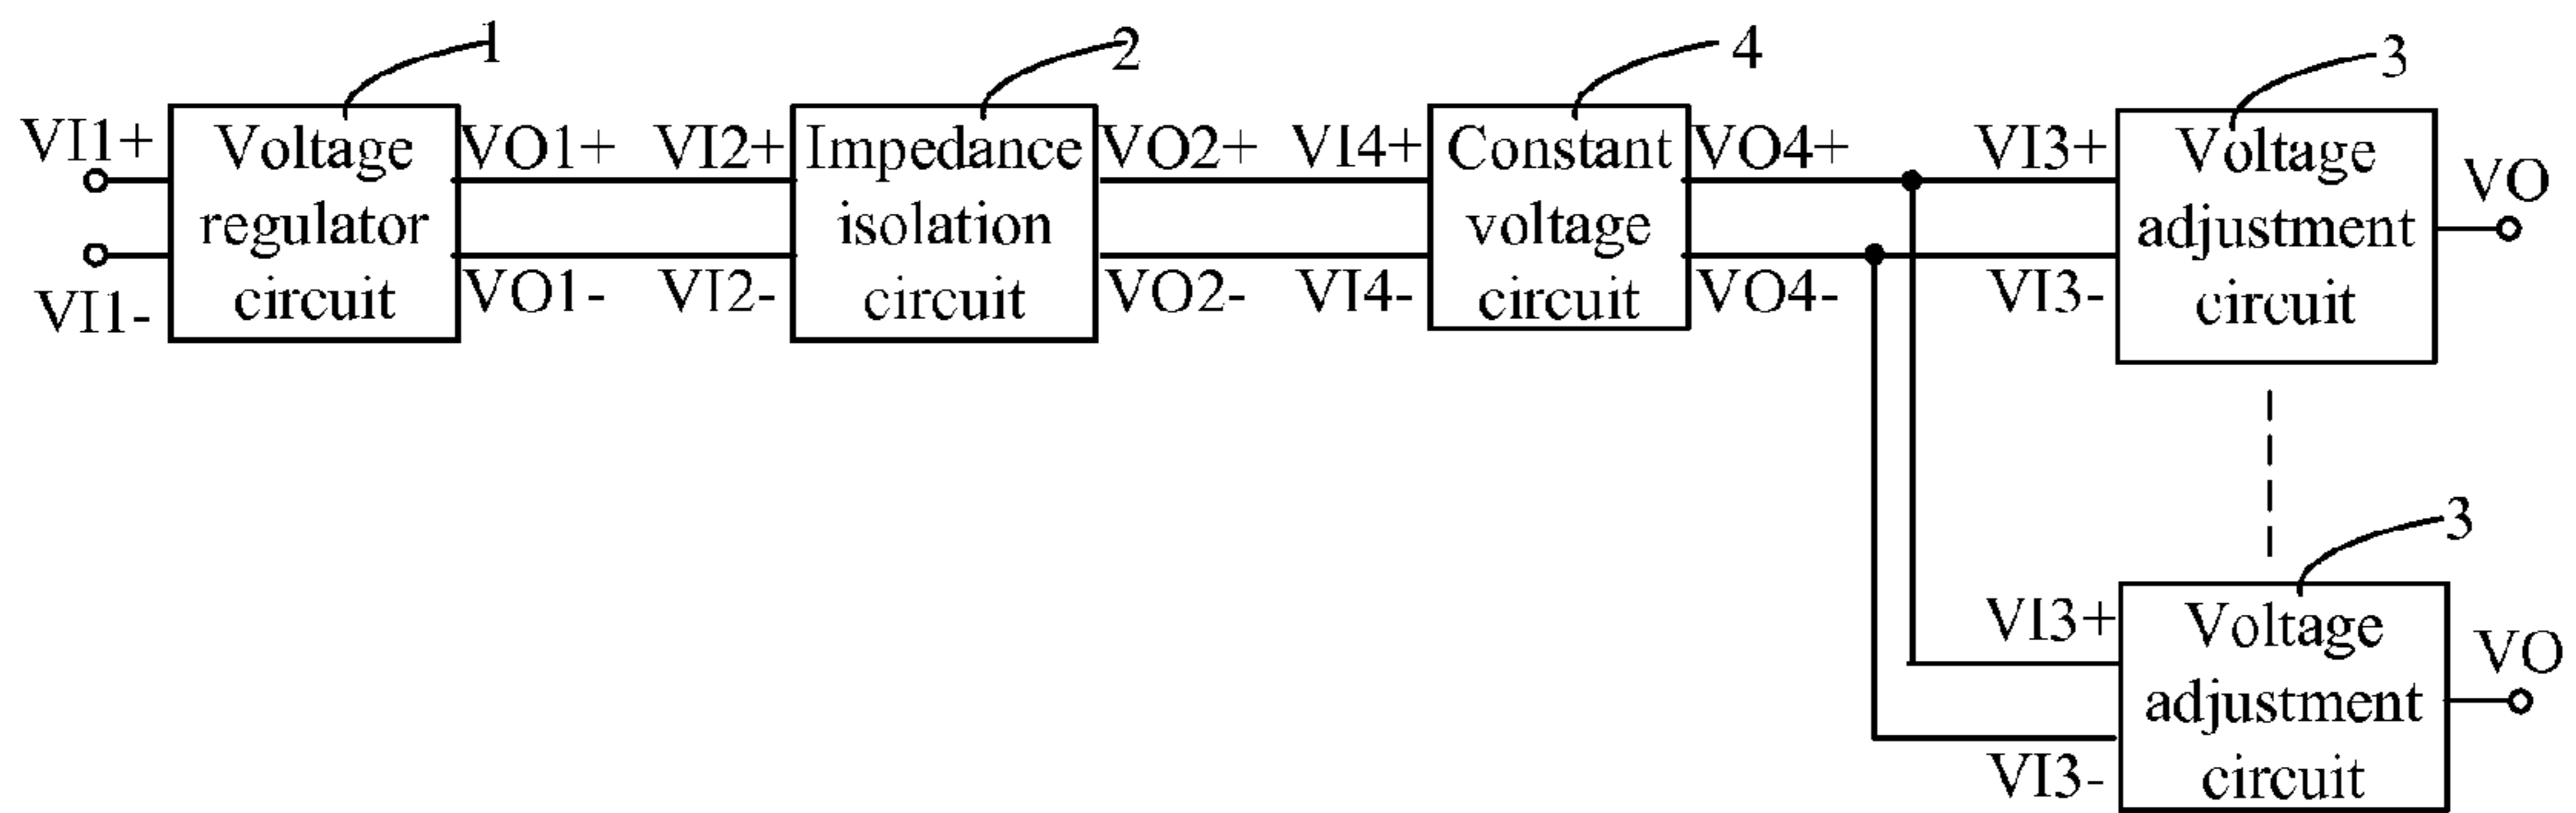 1
2
4
3
VI1+
Voltage
regulator
circuit
VI1-
VO1+
VO1-
VI2+
VI2-
Impedance
isolation
circuit
VO2+
VO2-
VI4+
VI4-
Constant
voltage
circuit
VO4+
VO4-
VI3+
VI3-
Voltage
adjustment
circuit
VO
3
VI3+
VI3-
Voltage
adjustment
circuit
VO